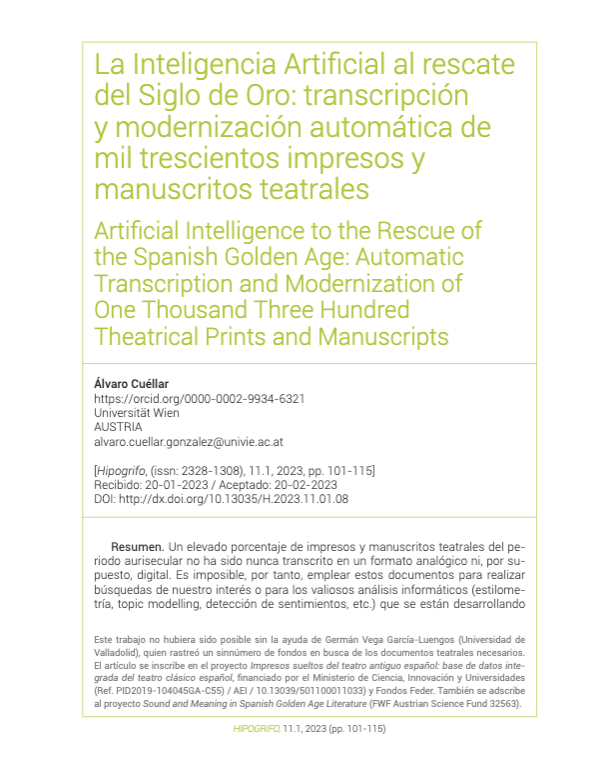 La Inteligencia Artificial al rescate
del Siglo de Oro: transcripción
y modernización automática de
mil trescientos impresos y
manuscritos teatrales
Artificial Intelligence to the Rescue of
the Spanish Golden Age: Automatic
Transcription and Modernization of
One Thousand Three Hundred
Theatrical Prints and Manuscripts
Álvaro Cuéllar
https://orcid.org/0000-0002-9934-6321
Universität Wien
AUSTRIA
alvaro.cuellar.gonzalez@univie.ac.at
[Hipogrifo, (issn: 2328-1308), 11.1, 2023, pp. 101-115]
Recibido: 20-01-2023 / Aceptado: 20-02-2023
DOI: http://dx.doi.org/10.13035/H.2023.11.01.08
Resumen. Un elevado porcentaje de impresos y manuscritos teatrales del pe-
riodo aurisecular no ha sido nunca transcrito en un formato analógico ni, por su-
puesto, digital. Es imposible, por tanto, emplear estos documentos para realizar
búsquedas de nuestro interés o para los valiosos análisis informáticos (estilome-
tría, topic modelling, detección de sentimientos, etc.) que se están desarrollando
Este trabajo no hubiera sido posible sin la ayuda de Germán Vega García-Luengos (Universidad de
Valladolid), quien rastreó un sinnúmero de fondos en busca de los documentos teatrales necesarios.
El artículo se inscribe en el proyecto Impresos sueltos del teatro antiguo español: base de datos inte-
grada del teatro clásico español, financiado por el Ministerio de Ciencia, Innovación y Universidades
(Ref. PID2019-104045GA-C55) / AEI / 10.13039/501100011033) y Fondos Feder. También se adscribe
al proyecto Sound and Meaning in Spanish Golden Age Literature (FWF Austrian Science Fund 32563).
HIPOGRIFO, 11.1, 2023 (pp. 101-115)